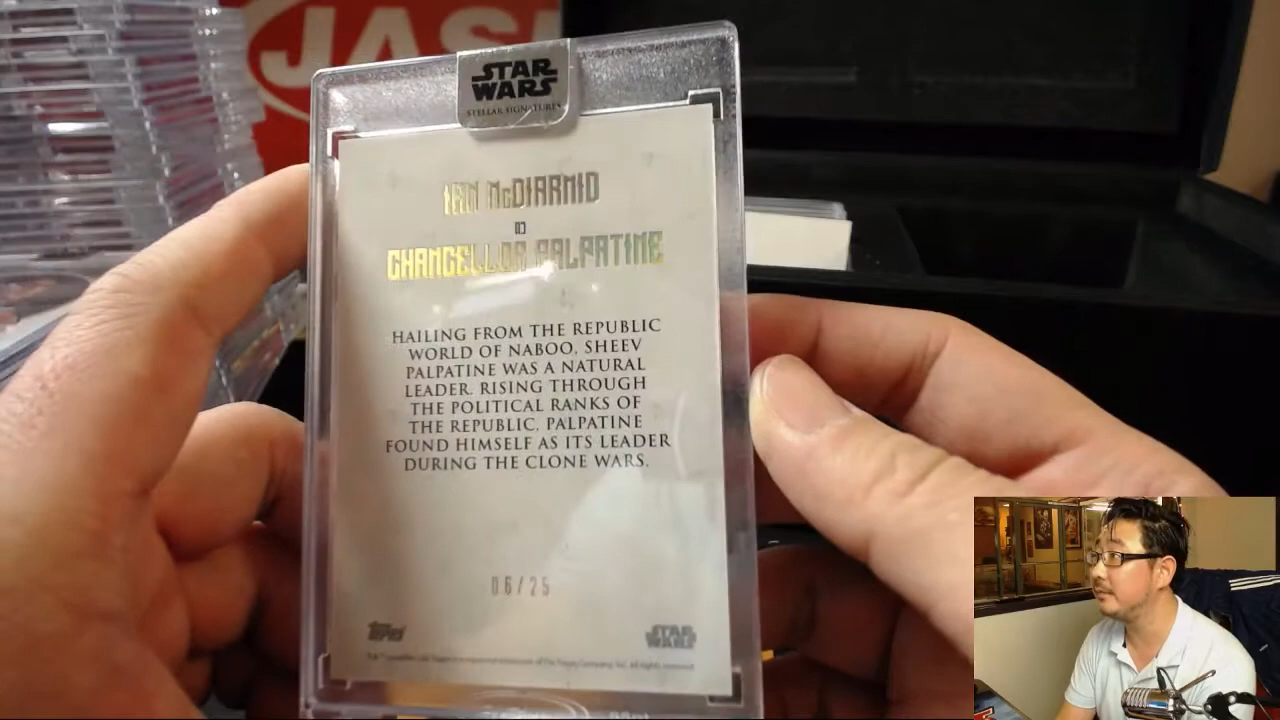 JAS
STAR
WARS
STELLAR SIGNATURES
IAN McDIARMID
as
CHANCELLOR PALPATINE
HAILING FROM THE REPUBLIC
WORLD OF NABOO, SHEEV
PALPATINE WAS A NATURAL
LEADER. RISING THROUGH
THE POLITICAL RANKS OF
THE REPUBLIC, PALPATINE
FOUND HIMSELF AS ITS LEADER
DURING THE CLONE WARS.
06/25
TOPPS
STAR
WARS